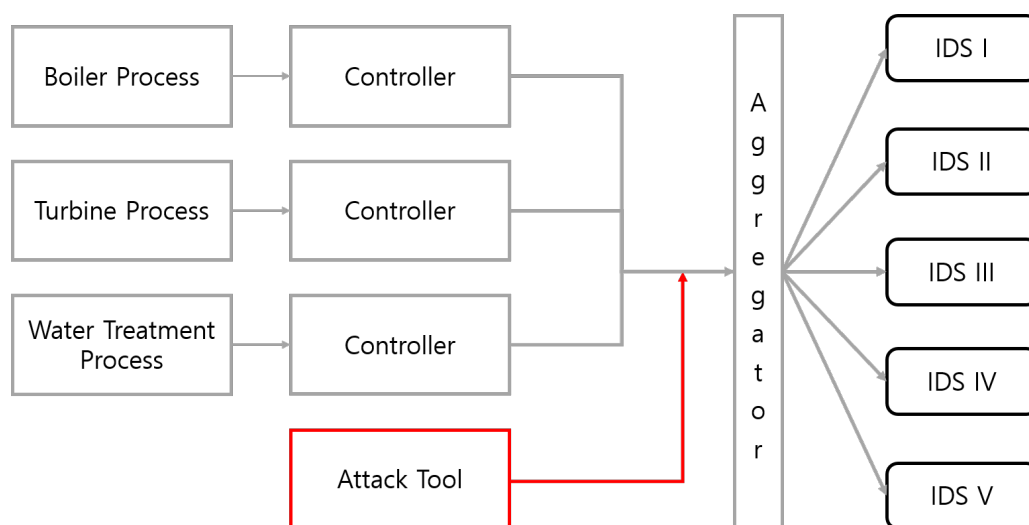 Boiler Process
Controller
Turbine Process
Controller
Water Treatment
Process
Controller
Attack Tool
Aggregator
IDS I
IDS II
IDS III
IDS IV
IDS V